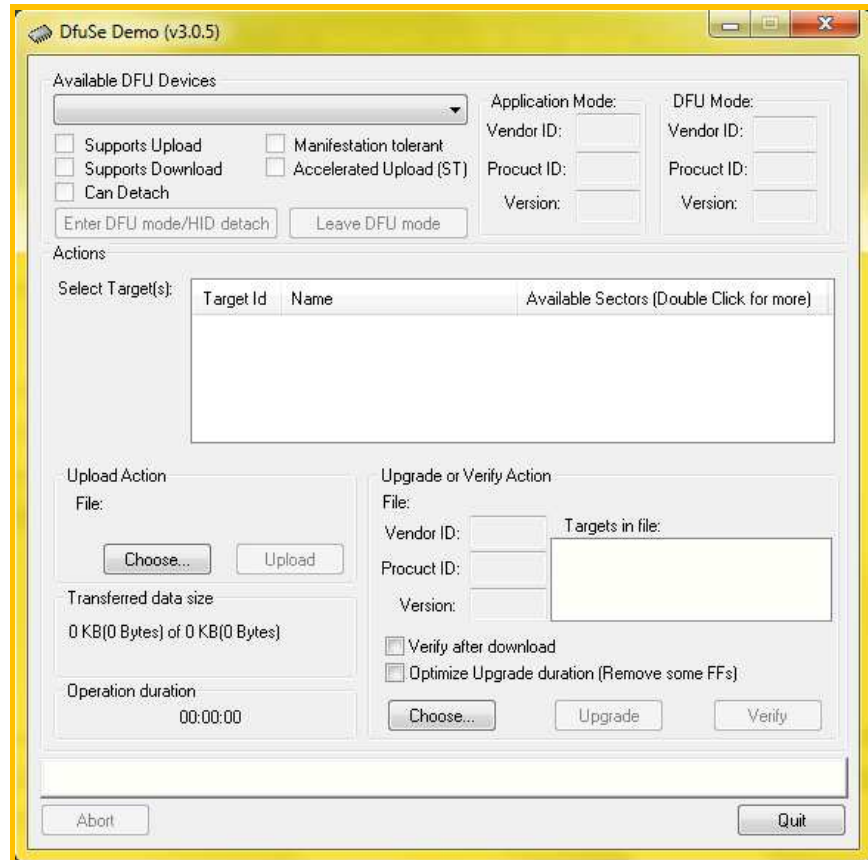 DfuSe Demo (v3.0.5)
Available DFU Devices
Supports Upload
Manifestation tolerant
Supports Download
Accelerated Upload (ST)
Can Detach
Enter DFU mode/HID detach
Leave DFU mode
Application Mode:
Vendor ID:
Procuct ID:
Version:
DFU Mode:
Vendor ID:
Procuct ID:
Version:
Actions
Select Target(s):
Target Id Name Available Sectors (Double Click for more)
Upload Action
File:
Choose...
Upload
Transferred data size
0 KB(0 Bytes) of 0 KB(0 Bytes)
Operation duration
00:00:00
Upgrade or Verify Action
File:
Vendor ID:
Procuct ID:
Version:
Targets in file:
Verify after download
Optimize Upgrade duration (Remove some FFs)
Choose...
Upgrade
Verify
Abort
Quit